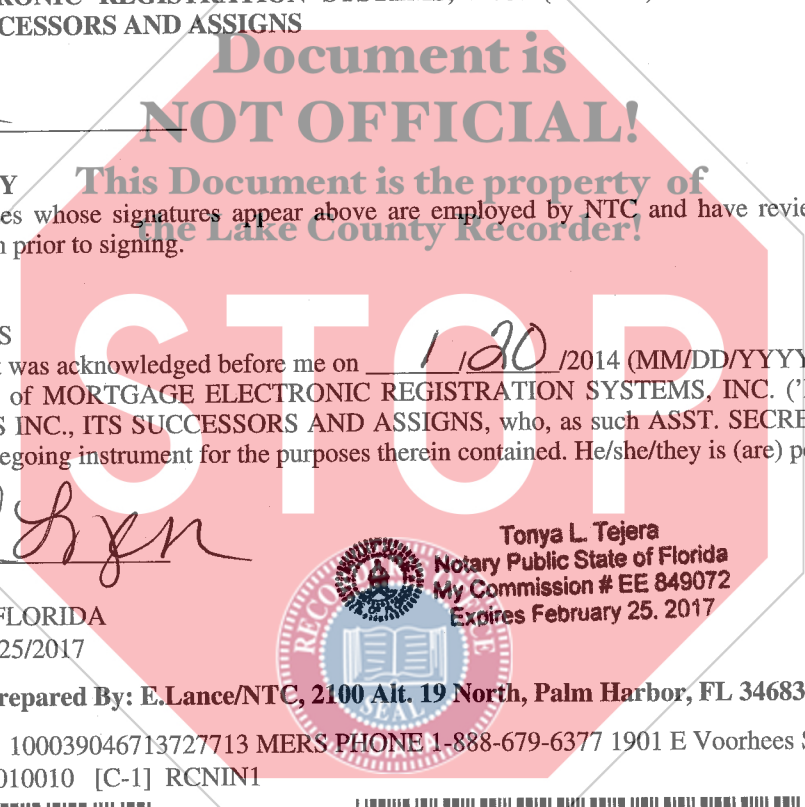 RONIC REGISTRATION SYSTEMES,
CESSORS AND ASSIGNS
Document is
NOT OFFICIAL!
This Document is the property of
the Lake County Recorder!
Y
es whose signatures appear above are employed by NTC and have revie
n prior to signing.
STOP
S
t was acknowledged before me on 1/20/2014 (MM/DD/YYYY
of MORTGAGE ELECTRONIC REGISTRATION SYSTEMS, INC. ('
S INC., ITS SUCCESSORS AND ASSIGNS, who, as such ASST. SECRE
egoing instrument for the purposes therein contained. He/she/they is (are) pe
Tonya L. Tejera
Notary Public State of Florida
My Commission # EE 849072
Expires February 25. 2017
FLORIDA
25/2017
SEAL
repared By: E.Lance/NTC, 2100 Alt. 19 North, Palm Harbor, FL 34683
100039046713727713 MERS PHONE 1-888-679-6377 1901 E Voorhees S
010010 [C-1] RCNIN1